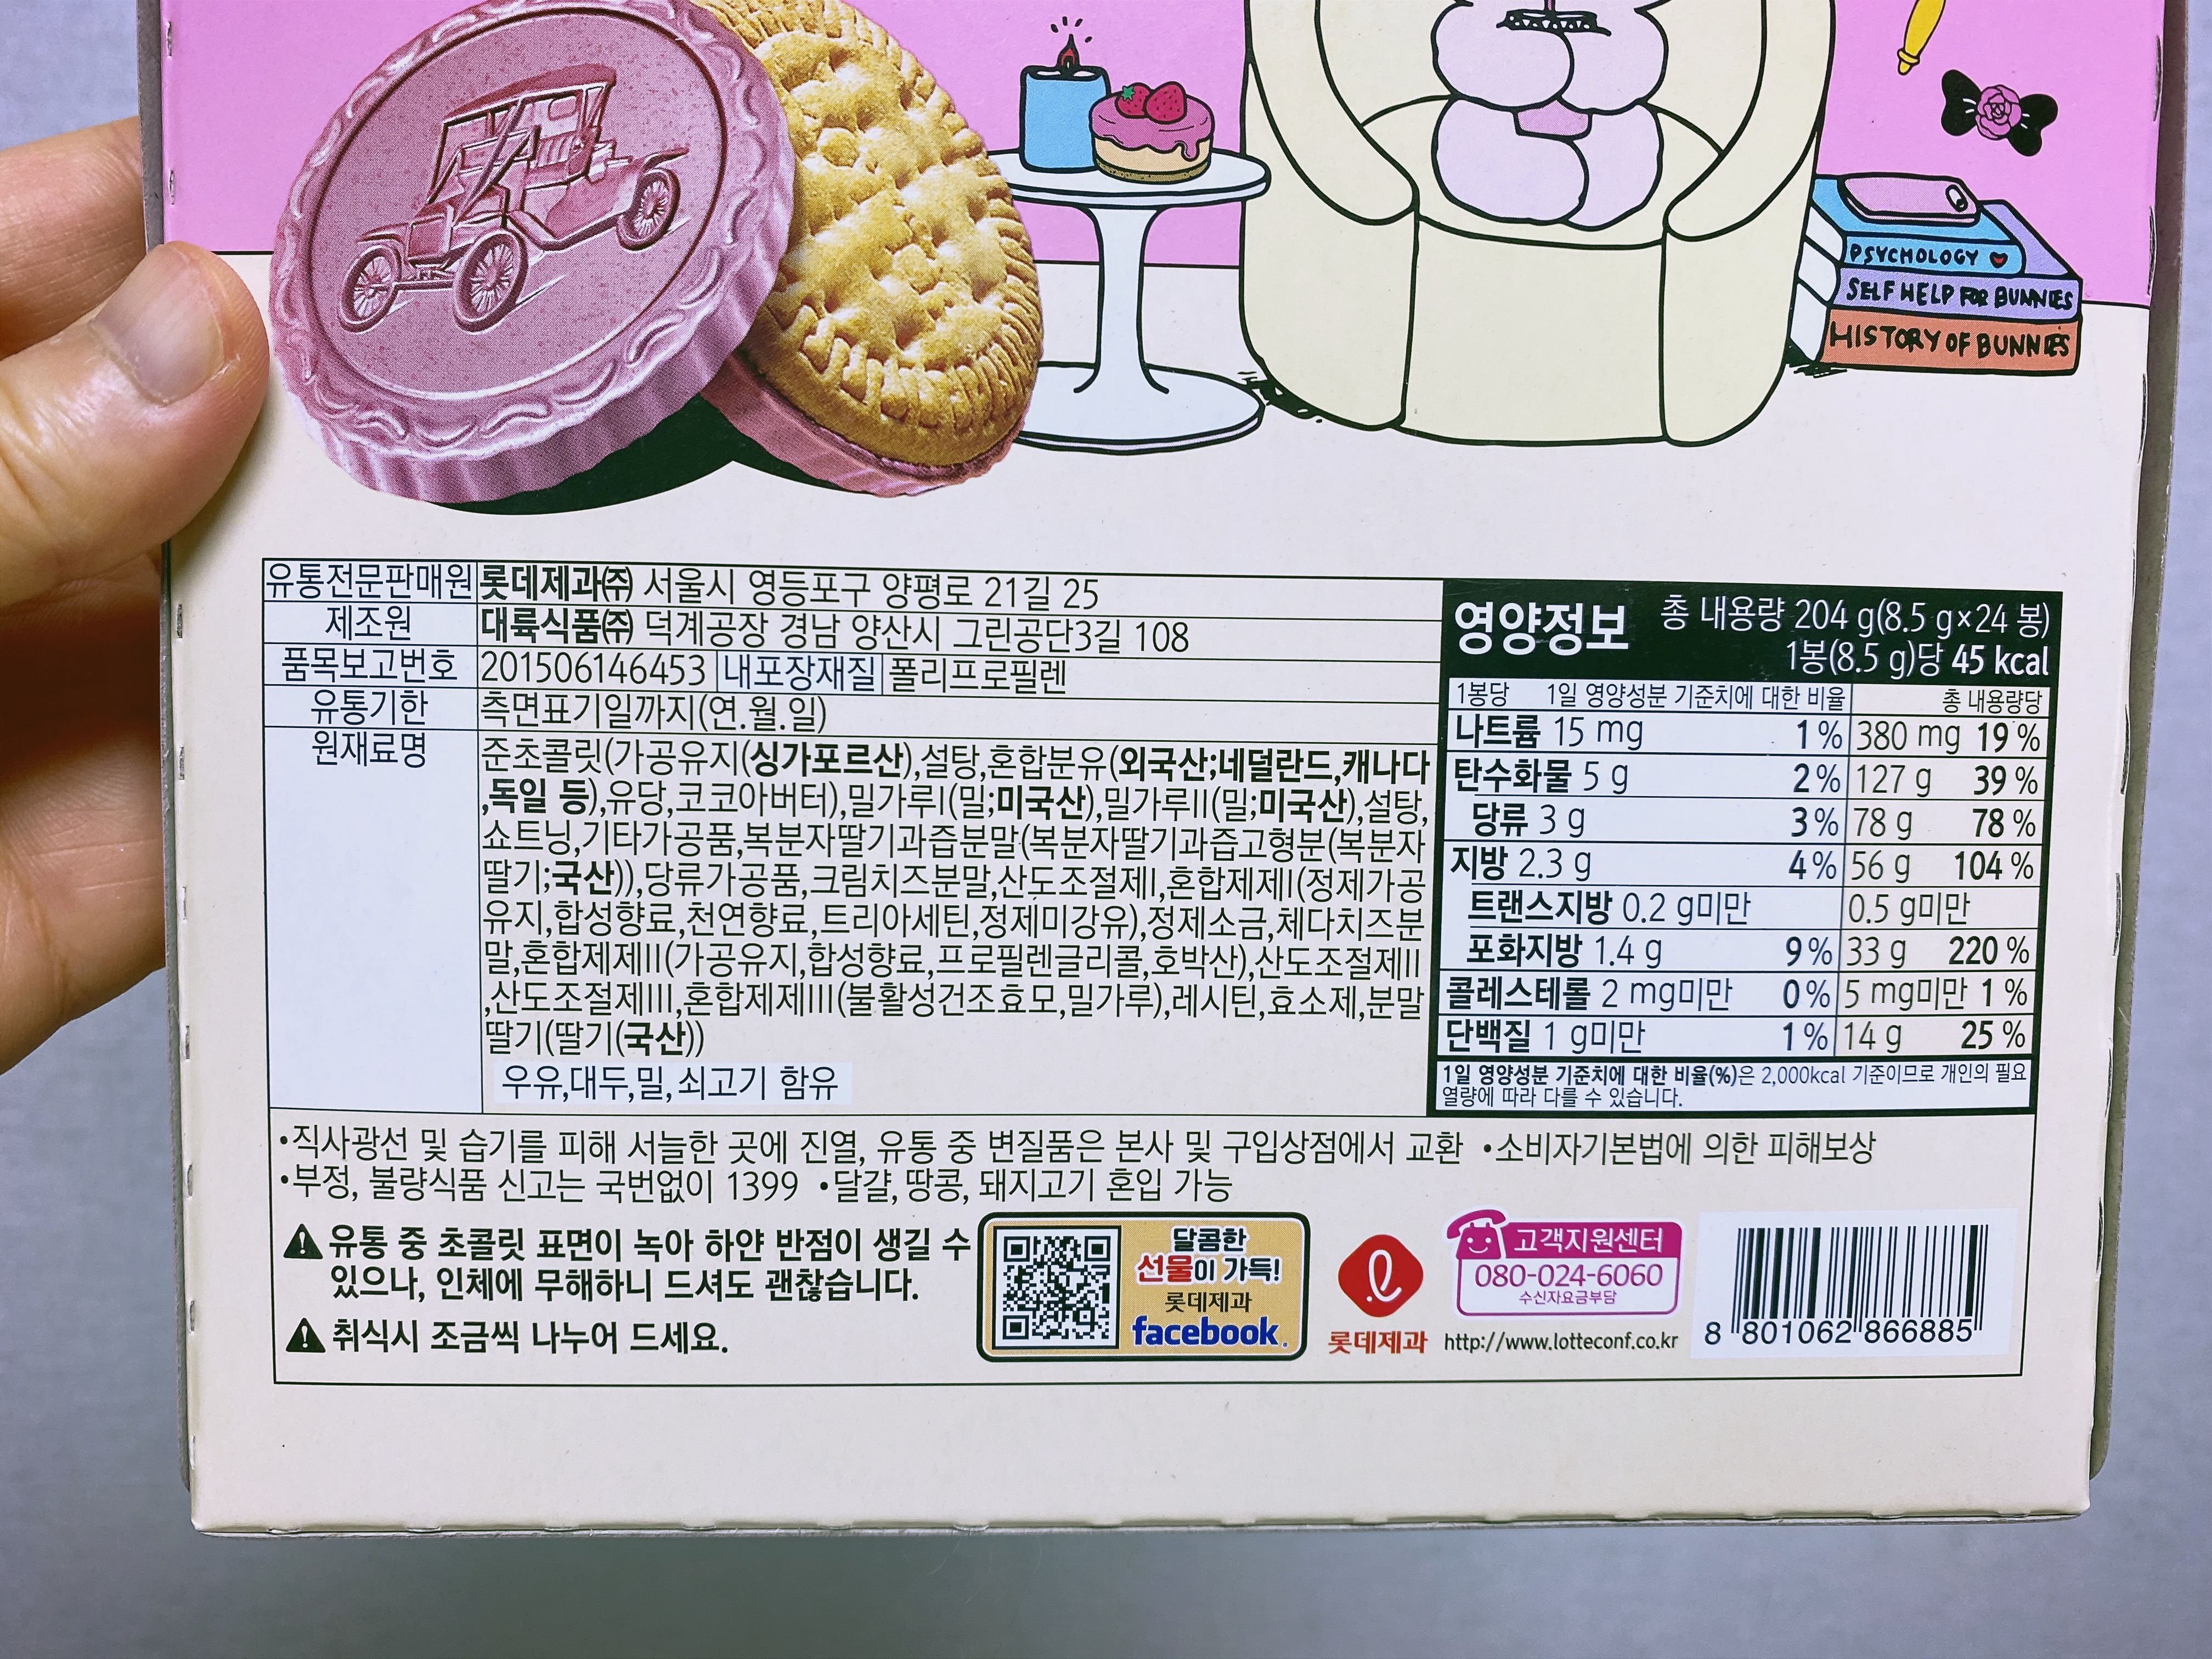 PSYCHOLOGY
SELF HELP FOR BUNNIES
HISTORY OF BUNNIES
유통전문판매원 롯데제과㈜ 서울시 영등포구 양평로 21길 25
제조원 대륙식품㈜ 덕계공장 경남 양산시 그린공단3길 108
품목보고번호 201506146453 내포장재질 폴리프로필렌
유통기한 측면표기일까지(연.월.일)
원재료명 준초콜릿(가공유지(싱가포르산),설탕,혼합분유(외국산;네덜란드,캐나다
,독일 등),유당,코코아버터),밀가루I(밀;미국산),밀가루II(밀;미국산),설탕,
쇼트닝,기타가공품,복분자딸기과즙분말(복분자딸기과즙고형분(복분자
딸기;국산)),당류가공품,크림치즈분말,산도조절제I,혼합제제I(정제가공
유지,합성향료,천연향료,트리아세틴,정제미강유),정제소금,체다치즈분
말,혼합제제II(가공유지,합성향료,프로필렌글리콜,호박산),산도조절제II
,산도조절제III,혼합제제III(불활성건조효모,밀가루),레시틴,효소제,분말
딸기(딸기(국산))
우유,대두,밀,쇠고기 함유
영양정보 총 내용량 204 g(8.5 g×24 봉)
1봉(8.5 g)당 45 kcal
1봉당 1일 영양성분 기준치에 대한 비율 총 내용량당
나트륨 15 mg 1 % 380 mg 19 %
탄수화물 5 g 2 % 127 g 39 %
당류 3 g 3 % 78 g 78 %
지방 2.3 g 4 % 56 g 104 %
트랜스지방 0.2 g미만 0.5 g미만
포화지방 1.4 g 9 % 33 g 220 %
콜레스테롤 2 mg미만 0 % 5 mg미만 1 %
단백질 1 g미만 1 % 14 g 25 %
1일 영양성분 기준치에 대한 비율(%)은 2,000kcal 기준이므로 개인의 필요
열량에 따라 다를 수 있습니다.
•직사광선 및 습기를 피해 서늘한 곳에 진열, 유통 중 변질품은 본사 및 구입상점에서 교환 •소비자기본법에 의한 피해보상
•부정, 불량식품 신고는 국번없이 1399 •달걀, 땅콩, 돼지고기 혼입 가능
유통 중 초콜릿 표면이 녹아 하얀 반점이 생길 수
있으나, 인체에 무해하니 드셔도 괜찮습니다.
취식시 조금씩 나누어 드세요.
달콤한
선물이 가득!
롯데제과
facebook.
롯데제과
고객지원센터
080-024-6060
수신자요금부담
http://www.lotteconf.co.kr
8 801062 866885